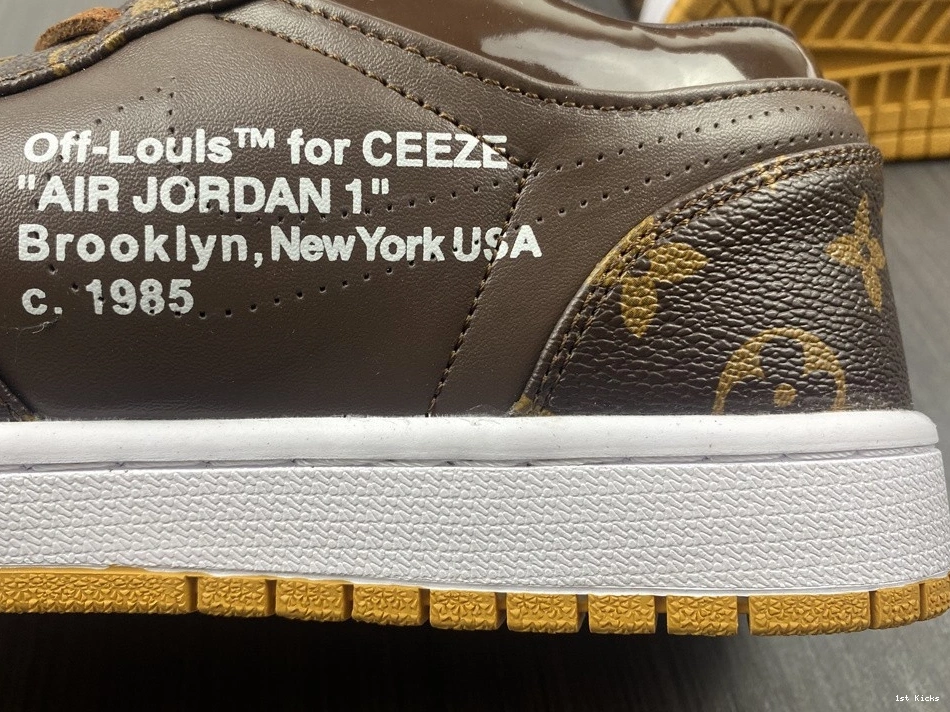 Off-Louis™ for CEEZE
"AIR JORDAN 1"
Brooklyn, New York USA
c. 1985
1st Kicks